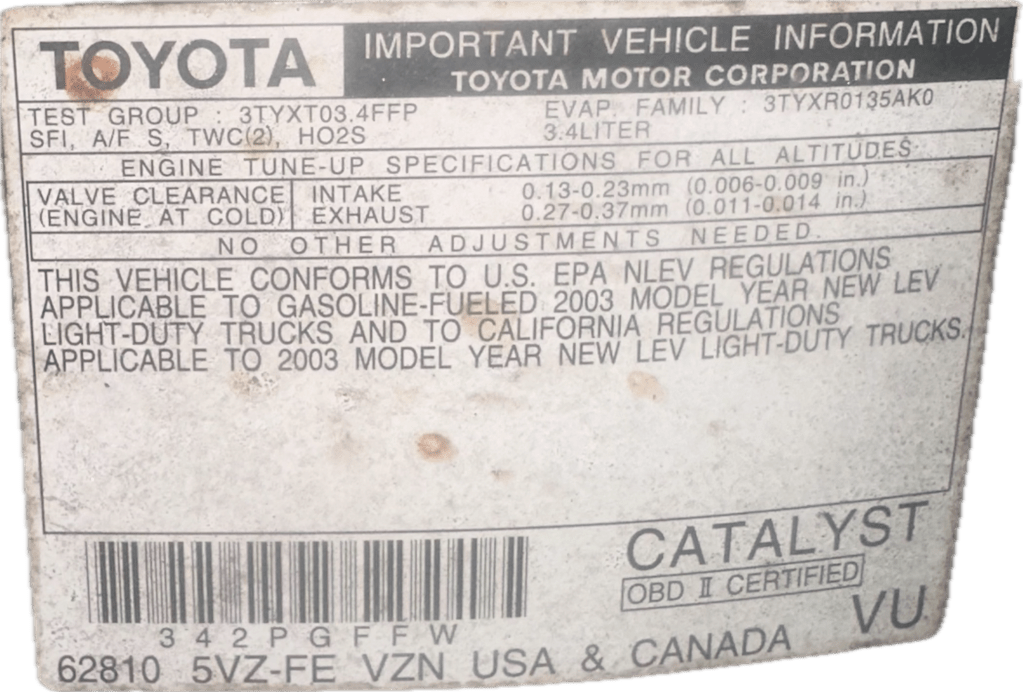 TOYOTA IMPORTANT VEHICLE INFORMATION
TOYOTA MOTOR CORPORATION
TEST GROUP : 3TYXT03.4FFP EVAP. FAMILY : 3TYXR0135AK0
SFI, A/F S, TWC(2), HO2S 3.4LITER
ENGINE TUNE-UP SPECIFICATIONS FOR ALL ALTITUDES
VALVE CLEARANCE INTAKE 0.13-0.23mm (0.006-0.009 in.)
(ENGINE AT COLD) EXHAUST 0.27-0.37mm (0.011-0.014 in.)
NO OTHER ADJUSTMENTS NEEDED.
THIS VEHICLE CONFORMS TO U.S. EPA NLEV REGULATIONS
APPLICABLE TO GASOLINE-FUELED 2003 MODEL YEAR NEW LEV
LIGHT-DUTY TRUCKS AND TO CALIFORNIA REGULATIONS
APPLICABLE TO 2003 MODEL YEAR NEW LEV LIGHT-DUTY TRUCKS.
CATALYST
OBD II CERTIFIED
342PGFFW VU
62810 5VZ-FE VZN USA & CANADA